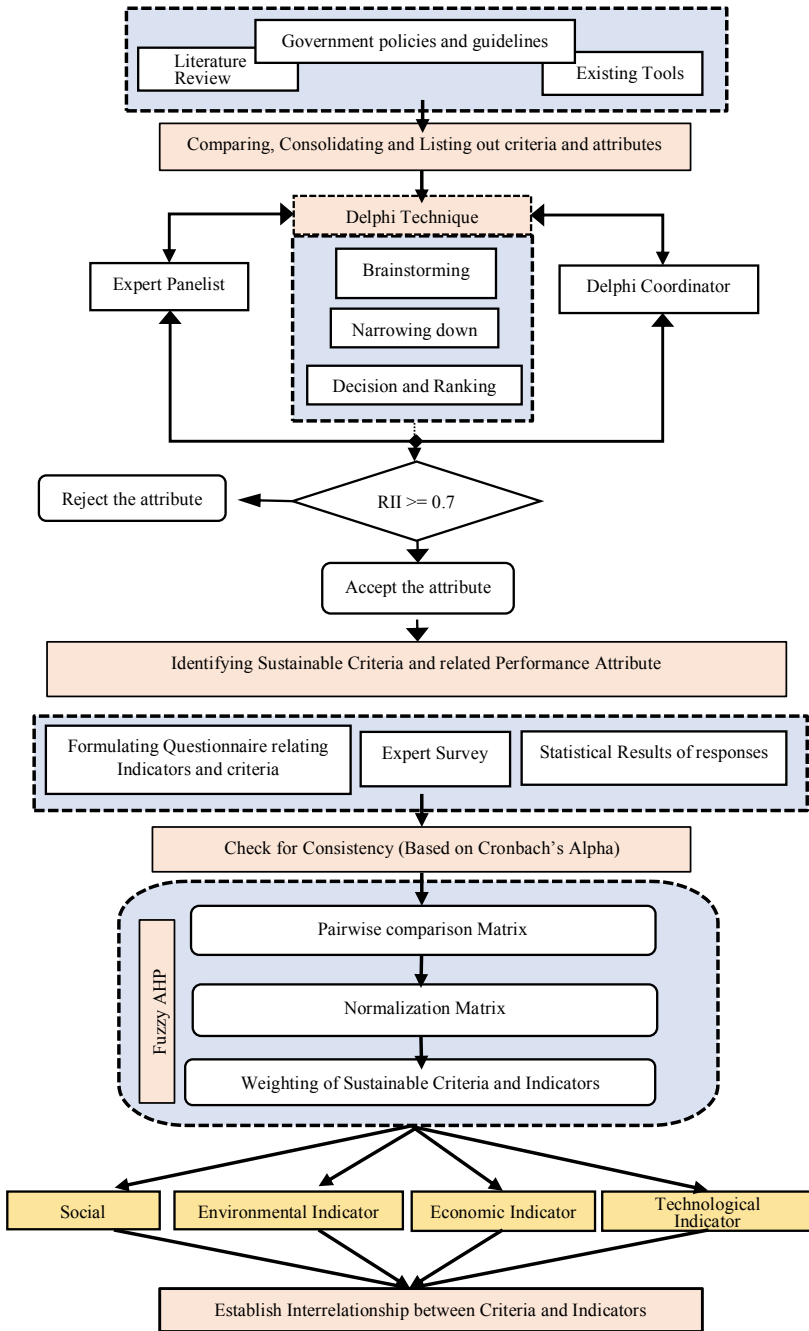 Government policies and guidelines
Literature
Review
Existing Tools
Comparing, Consolidating and Listing out criteria and attributes
Delphi Technique
Brainstorming
Expert Panelist
Delphi Coordinator
Narrowing down
Decision and Ranking
Reject the attribute
RII >= 0.7
Accept the attribute
Identifying Sustainable Criteria and related Performance Attribute
Formulating Questionnaire relating
Indicators and criteria
Expert Survey
Statistical Results of responses
Check for Consistency (Based on Cronbach’s Alpha)
Fuzzy AHP
Pairwise comparison Matrix
Normalization Matrix
Weighting of Sustainable Criteria and Indicators
Social
Environmental Indicator
Economic Indicator
Technological
Indicator
Establish Interrelationship between Criteria and Indicators